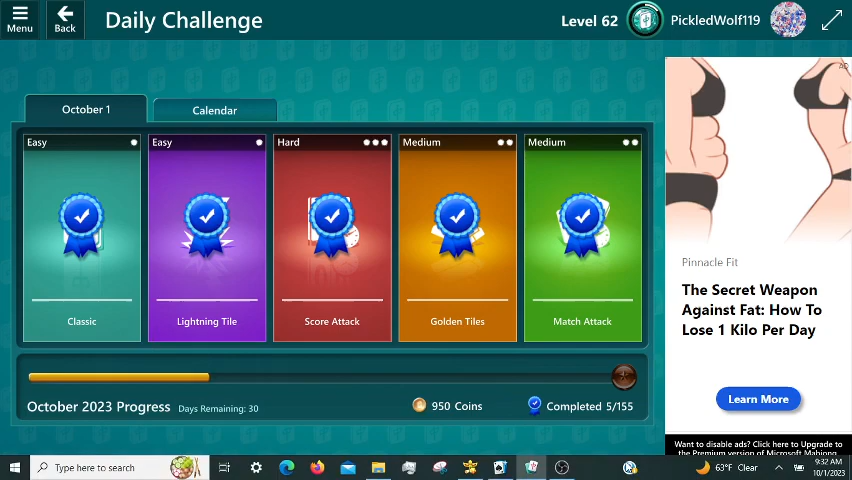 Menu
Back
Daily Challenge
Level 62
PickledWolf119
AD
October 1
Calendar
Easy
Easy
Hard
Medium
Medium
Classic
Lightning Tile
Score Attack
Golden Tiles
Match Attack
October 2023 Progress
Days Remaining: 30
950 Coins
Completed 5/155
Pinnacle Fit
The Secret Weapon
Against Fat: How To
Lose 1 Kilo Per Day
Learn More
Want to disable ads? Click here to Upgrade to
the Premium version of Microsoft Mahjong
Type here to search
63°F Clear
9:32 AM
10/1/2023